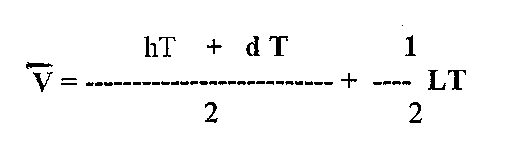 hT + d T 1
V̅ = --------------------------- + ---- LT
2 2